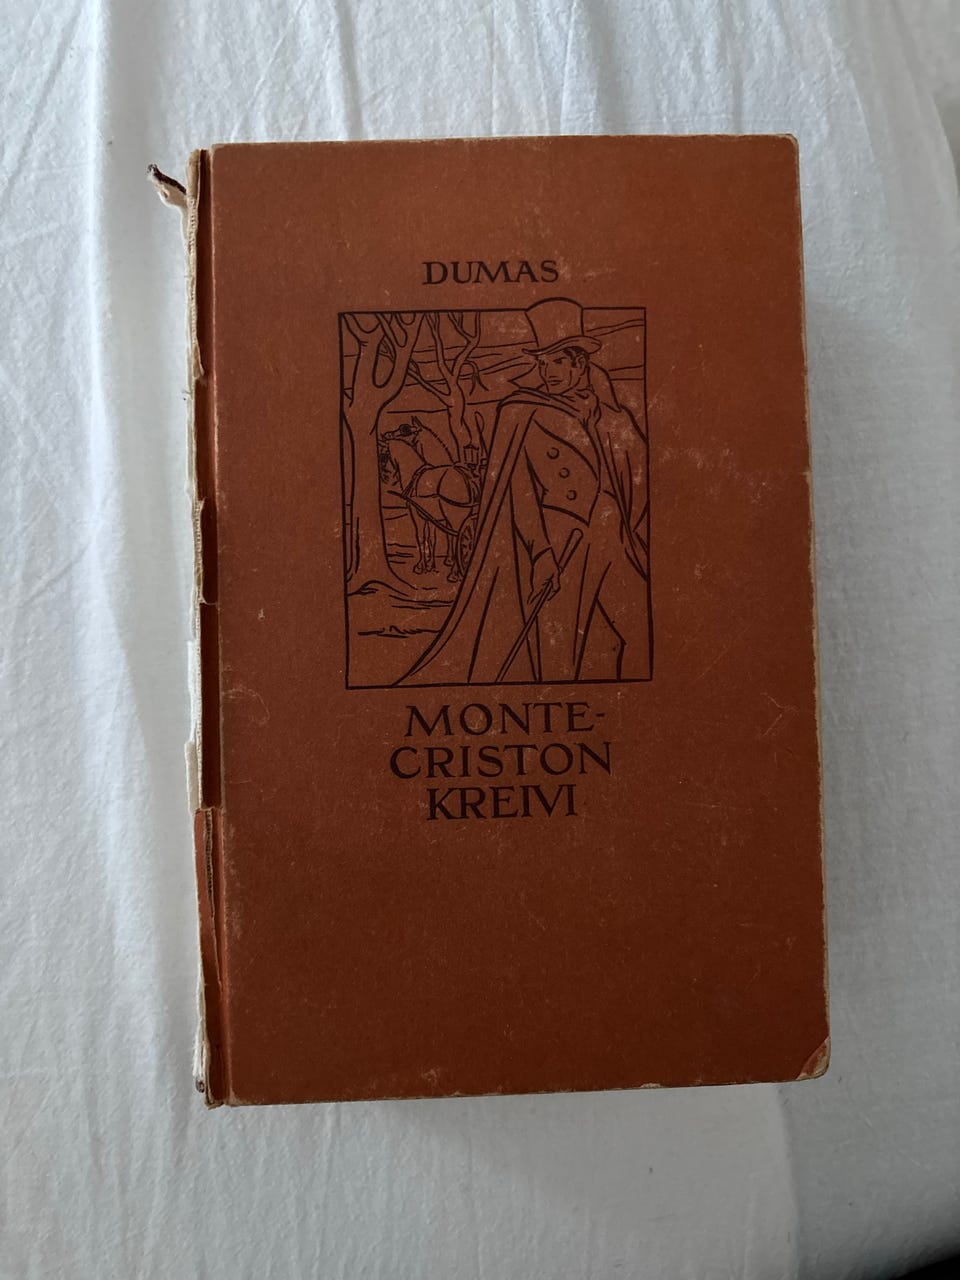 DUMAS
MONTE-
CRISTON
KREIVI